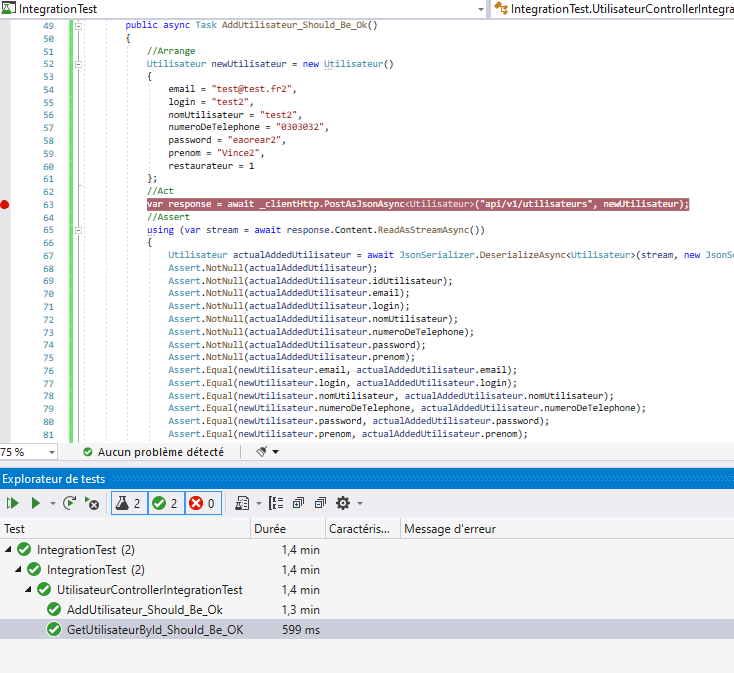 IntegrationTest IntegrationTest.UtilisateurControllerIntegra
49 public async Task AddUtilisateur_Should_Be_Ok()
50 {
51 //Arrange
52 Utilisateur newUtilisateur = new Utilisateur()
53 {
54 email = "test@test.fr2",
55 login = "test2",
56 nomUtilisateur = "test2",
57 numeroDeTelephone = "0303032",
58 password = "eaorear2",
59 prenom = "Vince2",
60 restaurateur = 1
61 };
62 //Act
63 var response = await _clientHttp.PostAsJsonAsync<Utilisateur>("api/v1/utilisateurs", newUtilisateur);
64 //Assert
65 using (var stream = await response.Content.ReadAsStreamAsync())
66 {
67 Utilisateur actualAddedUtilisateur = await JsonSerializer.DeserializeAsync<Utilisateur>(stream, new JsonS
68 Assert.NotNull(actualAddedUtilisateur);
69 Assert.NotNull(actualAddedUtilisateur.idUtilisateur);
70 Assert.NotNull(actualAddedUtilisateur.email);
71 Assert.NotNull(actualAddedUtilisateur.login);
72 Assert.NotNull(actualAddedUtilisateur.nomUtilisateur);
73 Assert.NotNull(actualAddedUtilisateur.numeroDeTelephone);
74 Assert.NotNull(actualAddedUtilisateur.password);
75 Assert.NotNull(actualAddedUtilisateur.prenom);
76 Assert.Equal(newUtilisateur.email, actualAddedUtilisateur.email);
77 Assert.Equal(newUtilisateur.login, actualAddedUtilisateur.login);
78 Assert.Equal(newUtilisateur.nomUtilisateur, actualAddedUtilisateur.nomUtilisateur);
79 Assert.Equal(newUtilisateur.numeroDeTelephone, actualAddedUtilisateur.numeroDeTelephone);
80 Assert.Equal(newUtilisateur.password, actualAddedUtilisateur.password);
81 Assert.Equal(newUtilisateur.prenom, actualAddedUtilisateur.prenom);
75 % Aucun problème détecté
Explorateur de tests
2 2 0
Test Durée Caractéris... Message d'erreur
IntegrationTest (2) 1,4 min
IntegrationTest (2) 1,4 min
UtilisateurControllerIntegrationTest 1,4 min
AddUtilisateur_Should_Be_Ok 1,3 min
GetUtilisateurById_Should_Be_OK 599 ms